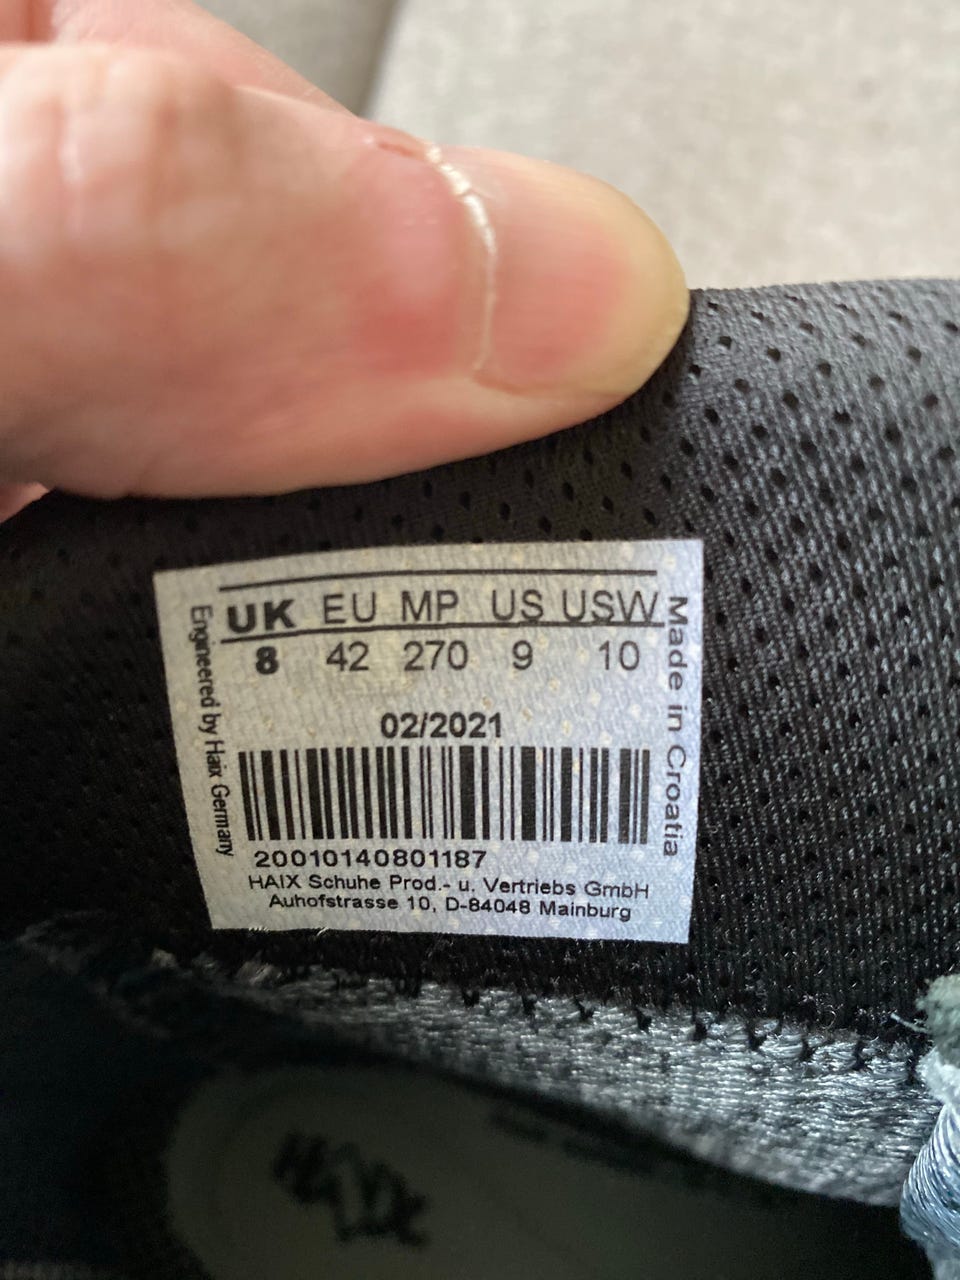 UK EU MP US USW
8 42 270 9 10
02/2021
20010140801187
HAIX Schuhe Prod.- u. Vertriebs GmbH
Auhofstrasse 10, D-84048 Mainburg
Engineered by Haix Germany
Made in Croatia